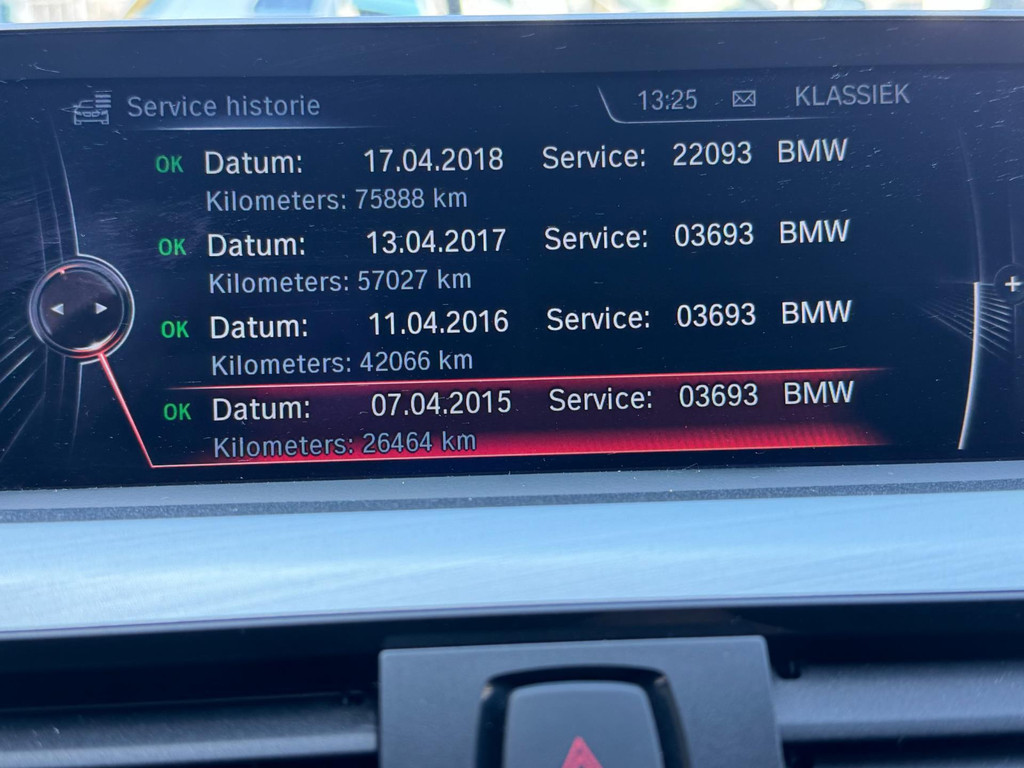 Service historie 13:25 KLASSIEK
OK Datum: 17.04.2018 Service: 22093 BMW
Kilometers: 75888 km
OK Datum: 13.04.2017 Service: 03693 BMW
Kilometers: 57027 km
OK Datum: 11.04.2016 Service: 03693 BMW
Kilometers: 42066 km
OK Datum: 07.04.2015 Service: 03693 BMW
Kilometers: 26464 km